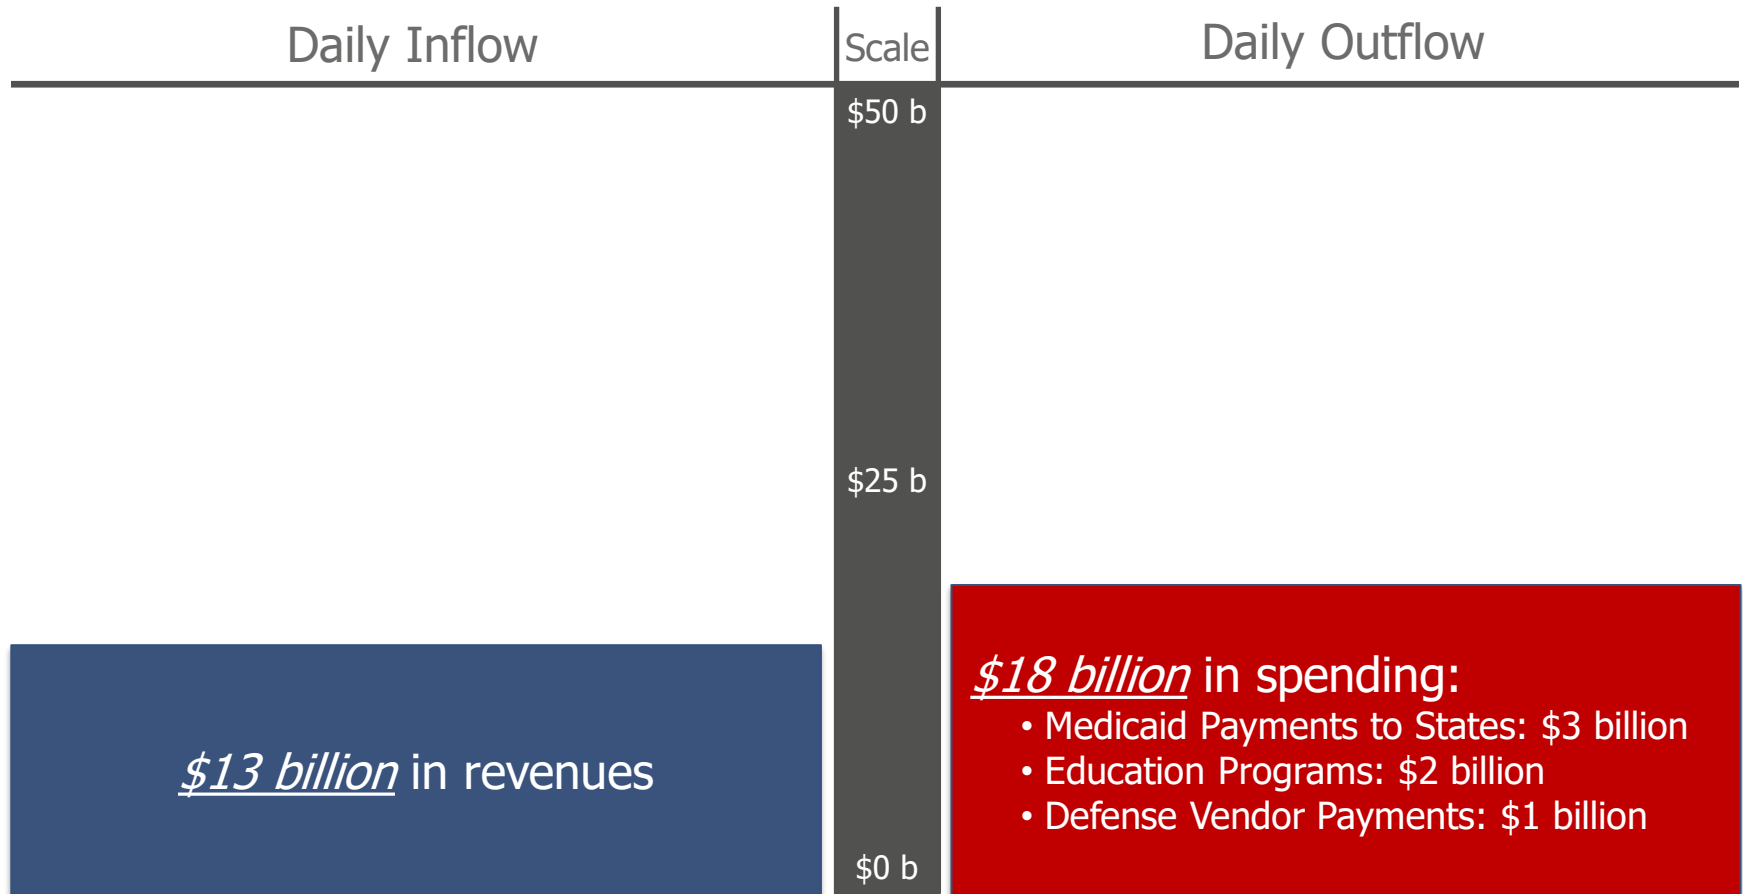 Daily Inflow
Scale
Daily Outflow
$50 b
$25 b
$0 b
$13 billion in revenues
$18 billion in spending:
• Medicaid Payments to States: $3 billion
• Education Programs: $2 billion
• Defense Vendor Payments: $1 billion